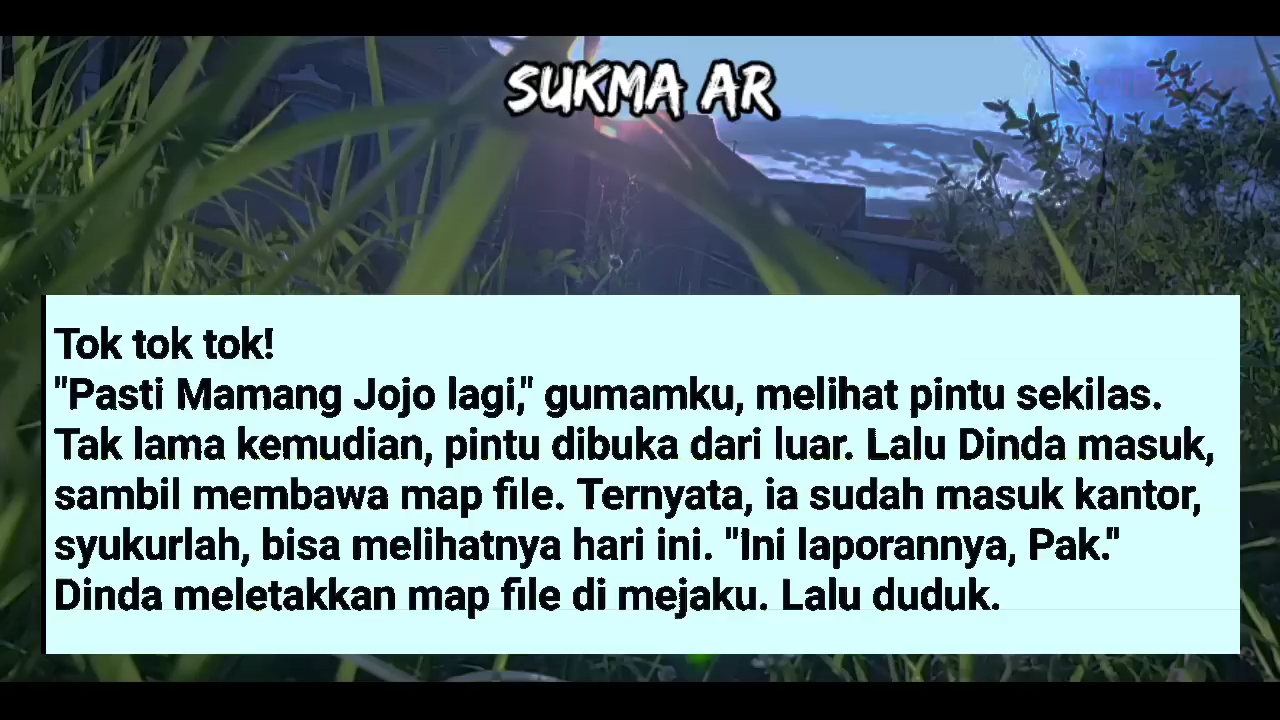 SUKMA AR
Tok tok tok!
"Pasti Mamang Jojo lagi," gumamku, melihat pintu sekilas.
Tak lama kemudian, pintu dibuka dari luar. Lalu Dinda masuk,
sambil membawa map file. Ternyata, ia sudah masuk kantor,
syukurlah, bisa melihatnya hari ini. "Ini laporannya, Pak."
Dinda meletakkan map file di mejaku. Lalu duduk.